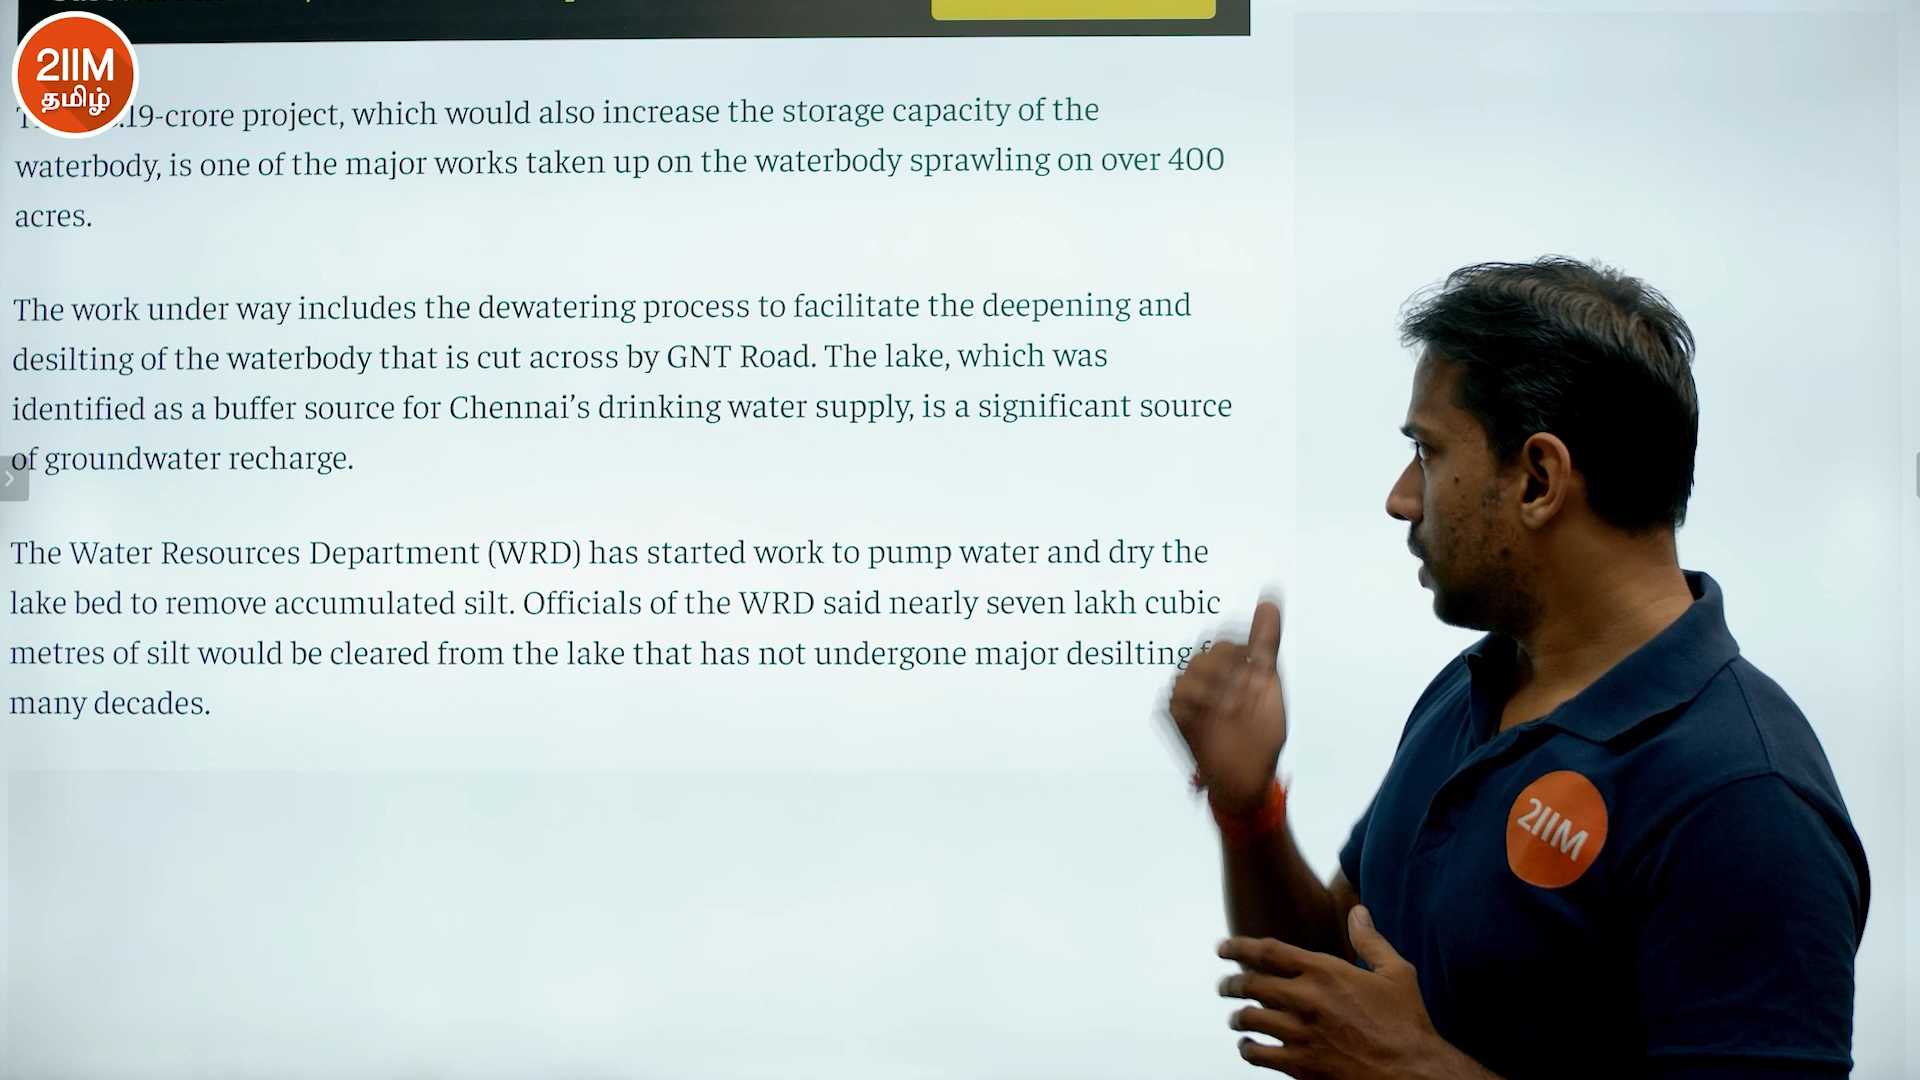 2IIM
தமிழ்
.19-crore project, which would also increase the storage capacity of the
waterbody, is one of the major works taken up on the waterbody sprawling on over 400
acres.
The work under way includes the dewatering process to facilitate the deepening and
desilting of the waterbody that is cut across by GNT Road. The lake, which was
identified as a buffer source for Chennai’s drinking water supply, is a significant source
of groundwater recharge.
The Water Resources Department (WRD) has started work to pump water and dry the
lake bed to remove accumulated silt. Officials of the WRD said nearly seven lakh cubic
metres of silt would be cleared from the lake that has not undergone major desilting
many decades.
2IIM